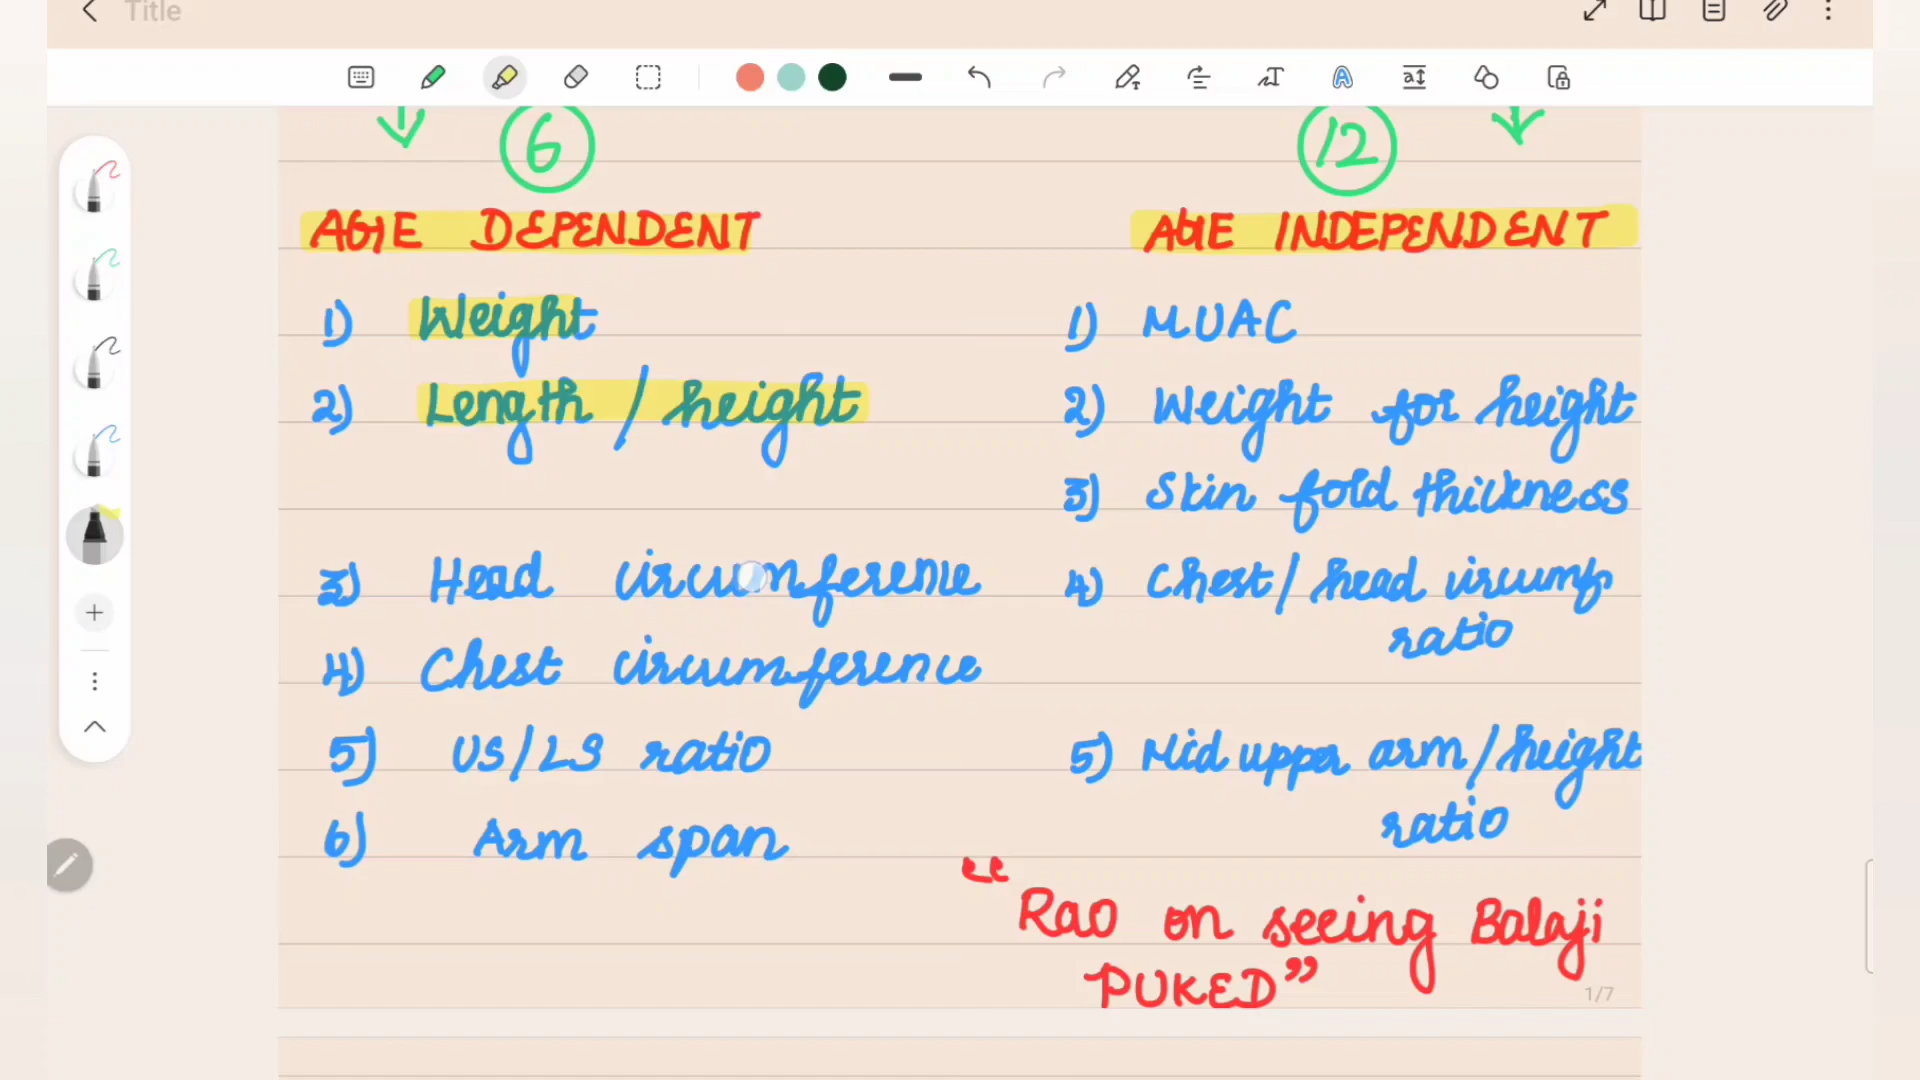 Title
6
12
AGE DEPENDENT
AGE INDEPENDENT
1) Weight
2) Length / height
3) Head circumference
4) Chest circumference
5) US/LS ratio
6) Arm span
1) MUAC
2) Weight for height
3) Skin fold thickness
4) Chest / head circumf
ratio
5) Mid upper arm / height
ratio
"Rao on seeing Balaji
PUKED"
1/7